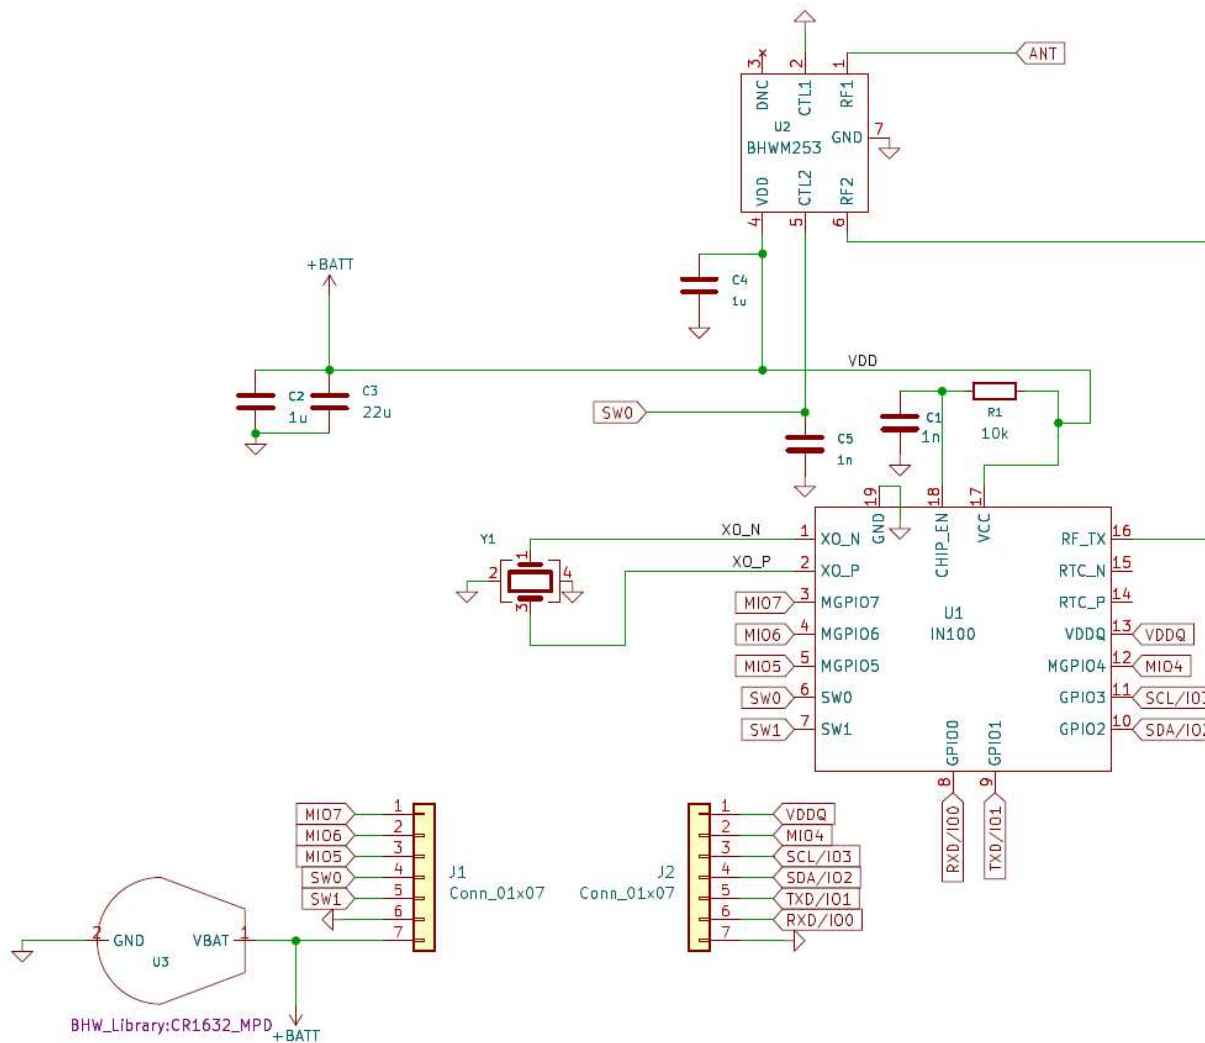 ANT
3
2
1
DNC
CTL1
RF1
U2
BHWM253
GND
7
VDD
CTL2
RF2
4
5
6
+BATT
C4
1u
VDD
C2
1u
C3
22u
SW0
C5
1n
C1
1n
R1
10k
19
18
17
GND
CHIP_EN
VCC
Y1
1
2
4
3
XO_N
XO_P
1
XO_N
2
XO_P
MIO7
3
MGPIO7
MIO6
4
MGPIO6
MIO5
5
MGPIO5
SW0
6
SW0
SW1
7
SW1
U1
IN100
RF_TX
16
RTC_N
15
RTC_P
14
VDDQ
13
VDDQ
MGPIO4
12
MIO4
GPIO3
11
SCL/IO3
GPIO2
10
SDA/IO2
GPIO0
GPIO1
8
9
RXD/IO0
TXD/IO1
MIO7
1
MIO6
2
MIO5
3
SW0
4
SW1
5
6
7
J1
Conn_01x07
J2
Conn_01x07
1
VDDQ
2
MIO4
3
SCL/IO3
4
SDA/IO2
5
TXD/IO1
6
RXD/IO0
7
2
GND
VBAT
1
U3
BHW_Library:CR1632_MPD
+BATT